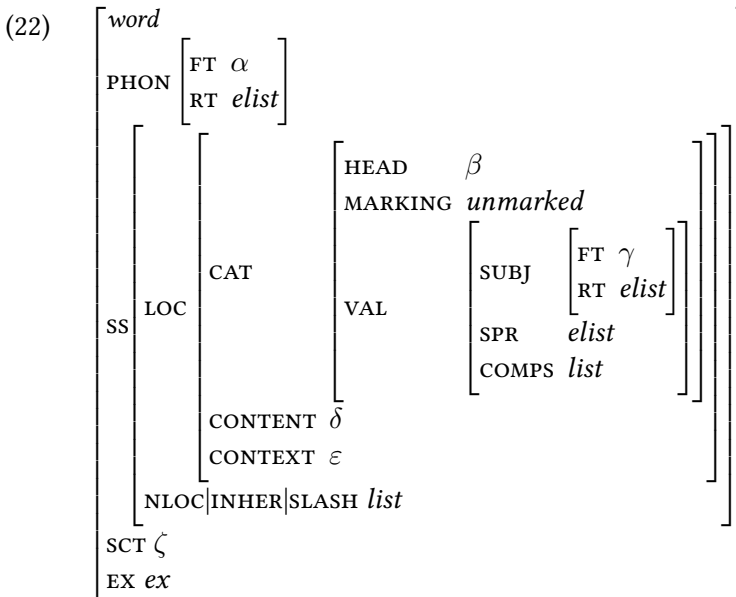 (22)
word
PHON [FT α
RT elist]
HEAD β
MARKING unmarked
CAT
SUBJ [FT γ
RT elist]
SS LOC VAL
SPR elist
COMPS list
CONTENT δ
CONTEXT ε
NLOC|INHER|SLASH list
SCT ζ
EX ex